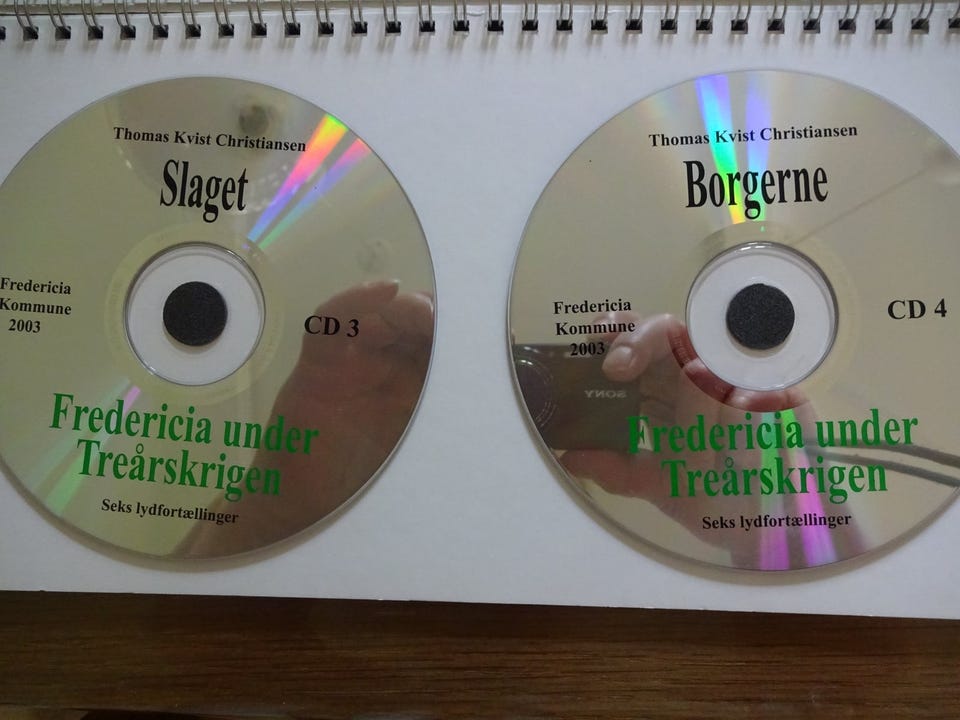 Thomas Kvist Christiansen
Slaget
Fredericia
Kommune
2003
CD 3
Fredericia under
Treårskrigen
Seks lydfortællinger
Thomas Kvist Christiansen
Borgerne
Fredericia
Kommune
2003
CD 4
SONY
Fredericia under
Treårskrigen
Seks lydfortællinger